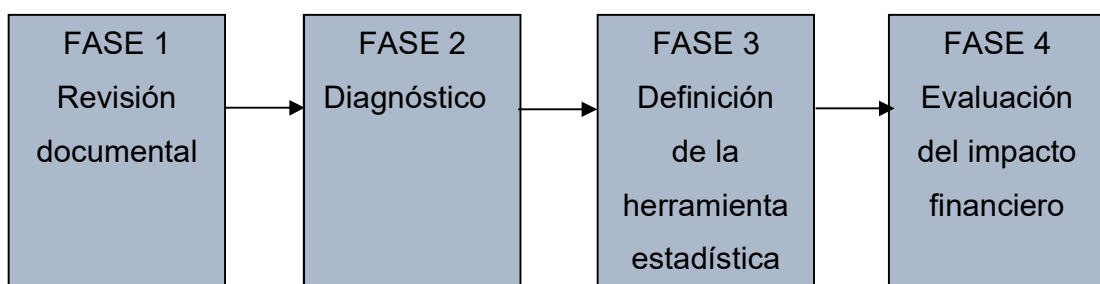 FASE 1
Revisión
documental
FASE 2
Diagnóstico
FASE 3
Definición
de la
herramienta
estadística
FASE 4
Evaluación
del impacto
financiero